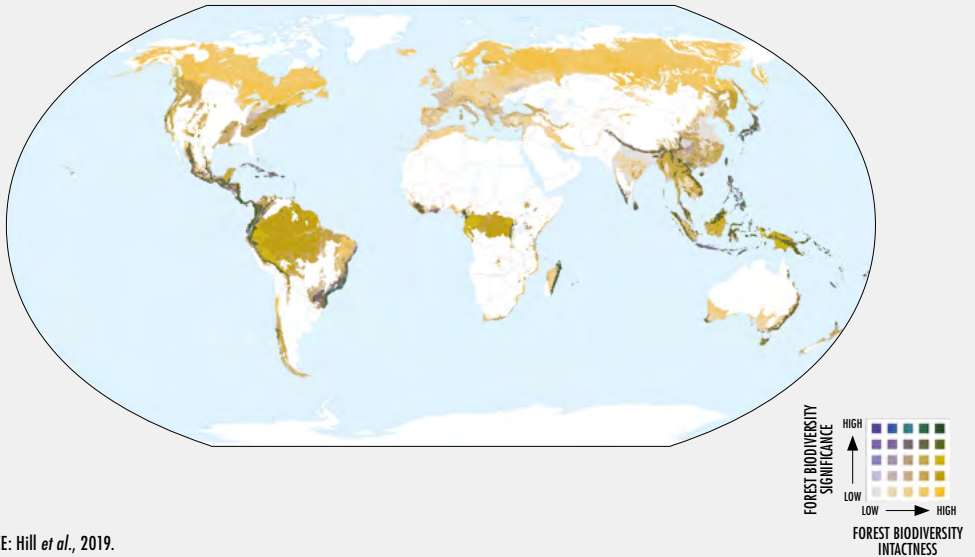 FOREST BIODIVERSITY
SIGNIFICANCE
HIGH
LOW
LOW
HIGH
FOREST BIODIVERSITY
INTACTNESS
E: Hill et al., 2019.